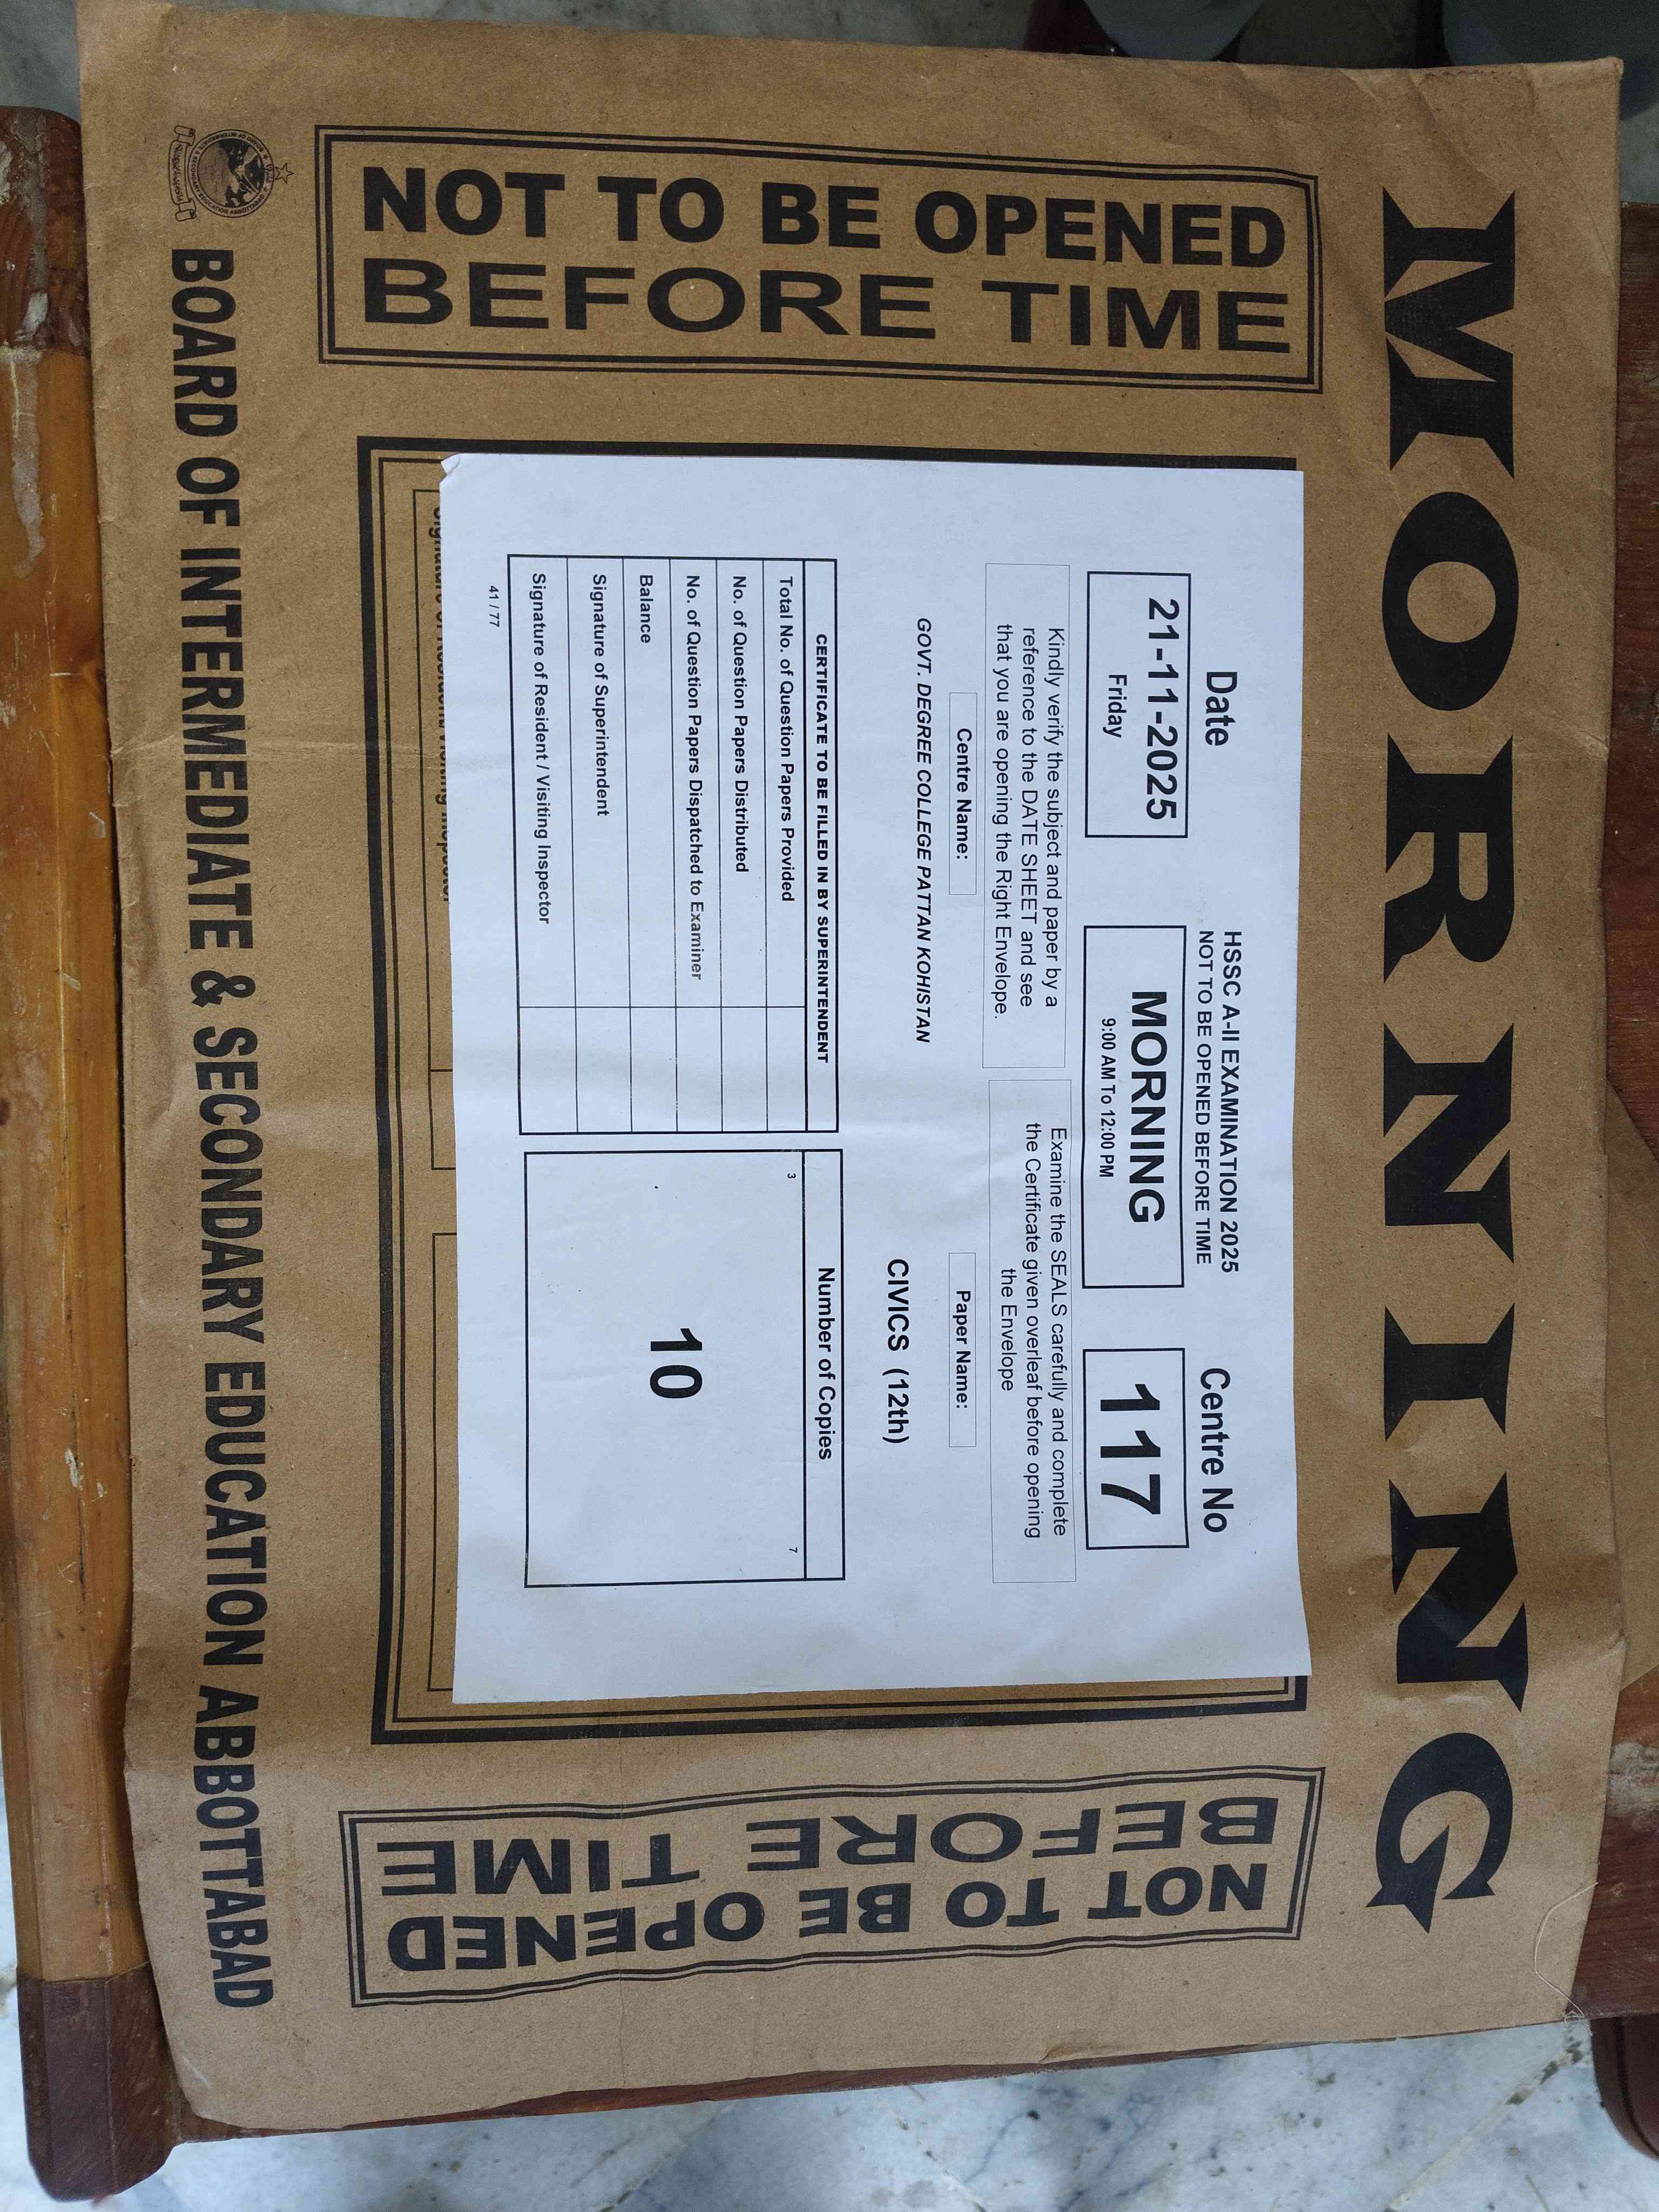 MORNING
NOT TO BE OPENED
BEFORE TIME
Date
21-11-2025
Friday
HSSC A-II EXAMINATION 2025
NOT TO BE OPENED BEFORE TIME
MORNING
9:00 AM To 12:00 PM
Centre No
117
Kindly verify the subject and paper by a
reference to the DATE SHEET and see
that you are opening the Right Envelope.
Examine the SEALS carefully and complete
the Certificate given overleaf before opening
the Envelope
Centre Name:
GOVT. DEGREE COLLEGE PATTAN KOHISTAN
Paper Name:
CIVICS (12th)
CERTIFICATE TO BE FILLED IN BY SUPERINTENDENT
Total No. of Question Papers Provided
No. of Question Papers Distributed
No. of Question Papers Dispatched to Examiner
Balance
Signature of Superintendent
Signature of Resident / Visiting Inspector
Number of Copies
3
7
10
41 / 77
NOT TO BE OPENED
BEFORE TIME
BOARD OF INTERMEDIATE & SECONDARY EDUCATION ABBOTTABAD